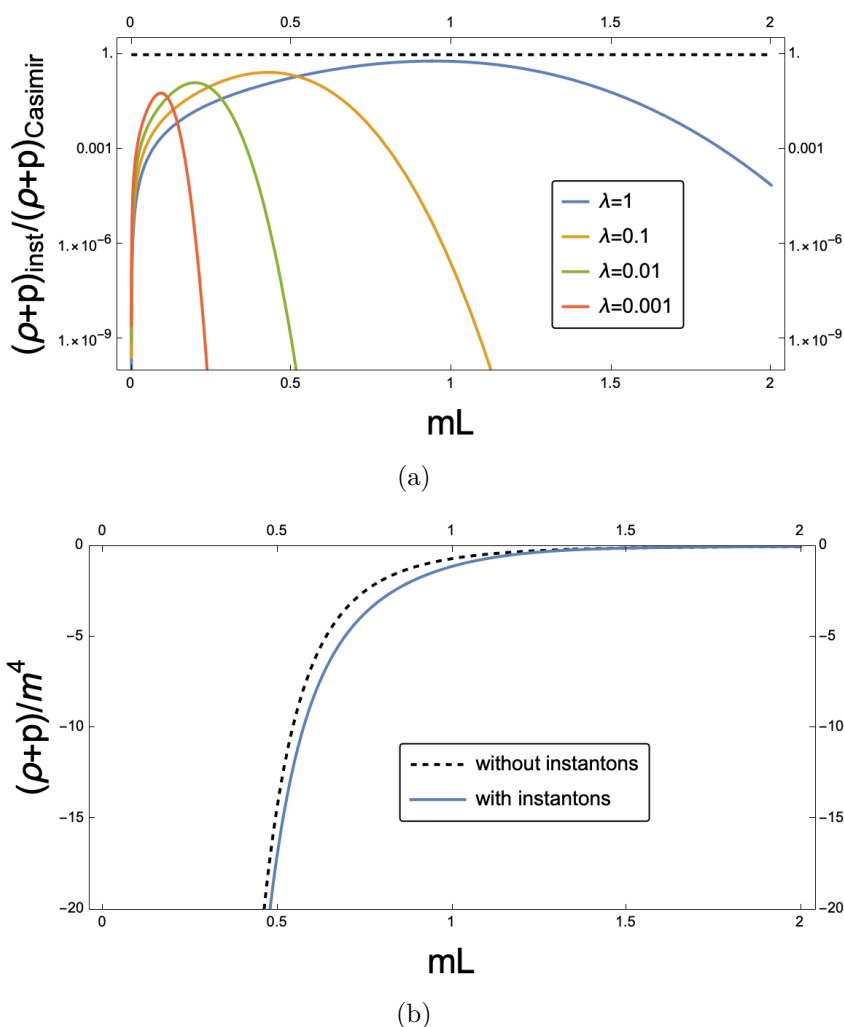 0 0.5 1 1.5 2
1. 1.
0.001 0.001
1.×10⁻⁶ 1.×10⁻⁶
1.×10⁻⁹ 1.×10⁻⁹
(ρ+p)inst/(ρ+p)Casimir
λ=1
λ=0.1
λ=0.01
λ=0.001
0 0.5 1 1.5 2
mL
(a)
0 0.5 1 1.5 2
0 0
-5 -5
-10 -10
-15 -15
-20 -20
(ρ+p)/m⁴
without instantons
with instantons
0 0.5 1 1.5 2
mL
(b)